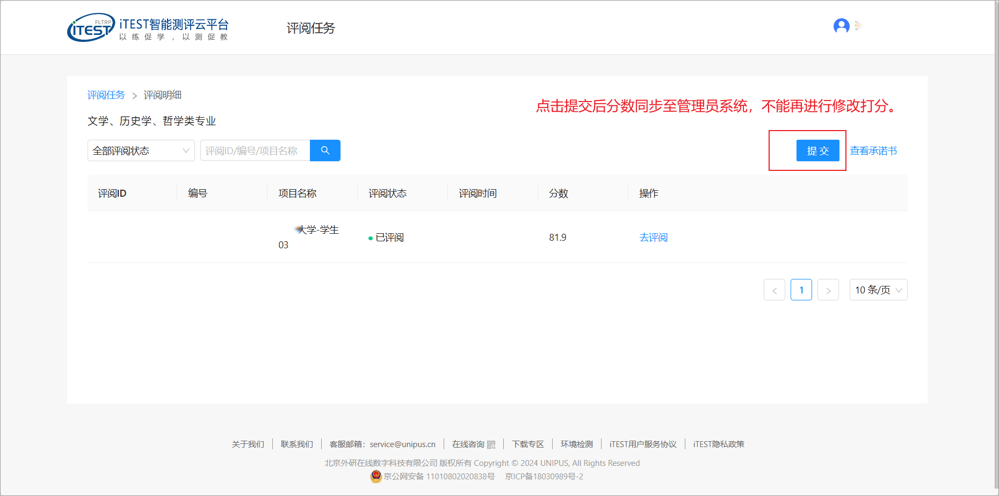 FLTRP
iTEST
iTEST智能测评云平台
以练促学，以测促教
评阅任务
评阅任务 > 评阅明细
点击提交后分数同步至管理员系统，不能再进行修改打分。
文学、历史学、哲学类专业
全部评阅状态
评阅ID/编号/项目名称
提 交
查看承诺书
评阅ID 编号 项目名称 评阅状态 评阅时间 分数 操作
大学-学生
03
已评阅
81.9
去评阅
< 1 > 10 条/页
关于我们 联系我们 客服邮箱：service@unipus.cn 在线咨询 下载专区 环境检测 iTEST用户服务协议 iTEST隐私政策
北京外研在线数字科技有限公司 版权所有 Copyright © 2024 UNIPUS, All Rights Reserved
京公网安备 11010802020838号 京ICP备18030989号-2